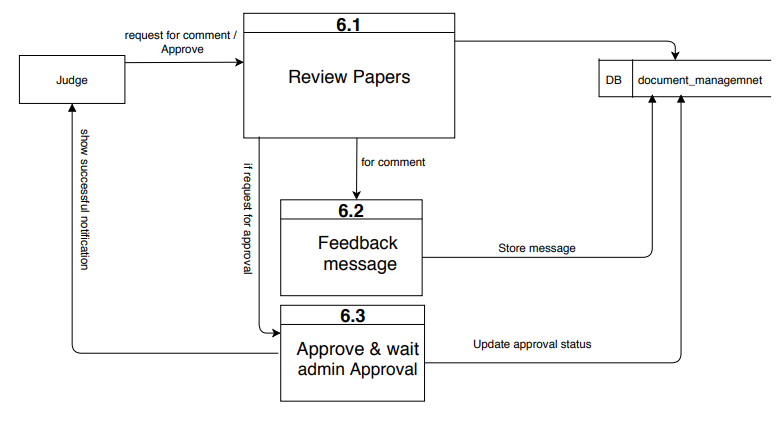 6.1
request for comment /
Approve
Review Papers
Judge
DB
document_managemnet
for comment
show successful notification
if request for approval
6.2
Feedback
message
Store message
6.3
Approve & wait
admin Approval
Update approval status